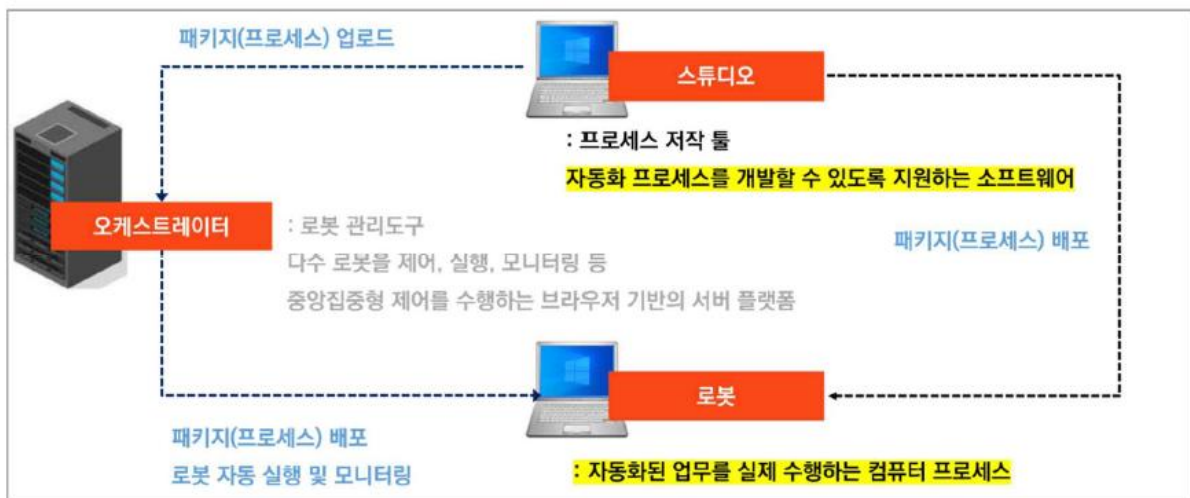 패키지(프로세스) 업로드
스튜디오
: 프로세스 저작 툴
자동화 프로세스를 개발할 수 있도록 지원하는 소프트웨어
오케스트레이터
: 로봇 관리도구
다수 로봇을 제어, 실행, 모니터링 등
중앙집중형 제어를 수행하는 브라우저 기반의 서버 플랫폼
패키지(프로세스) 배포
로봇
패키지(프로세스) 배포
로봇 자동 실행 및 모니터링
: 자동화된 업무를 실제 수행하는 컴퓨터 프로세스